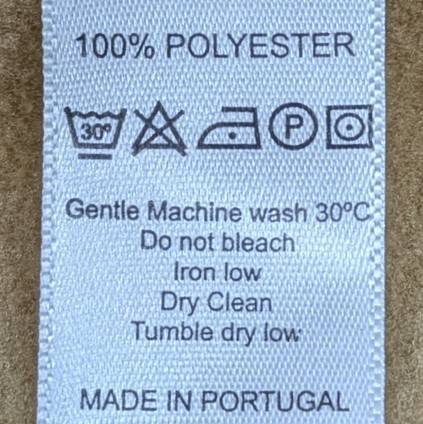 100% POLYESTER
30° P
Gentle Machine wash 30ºC
Do not bleach
Iron low
Dry Clean
Tumble dry low
MADE IN PORTUGAL